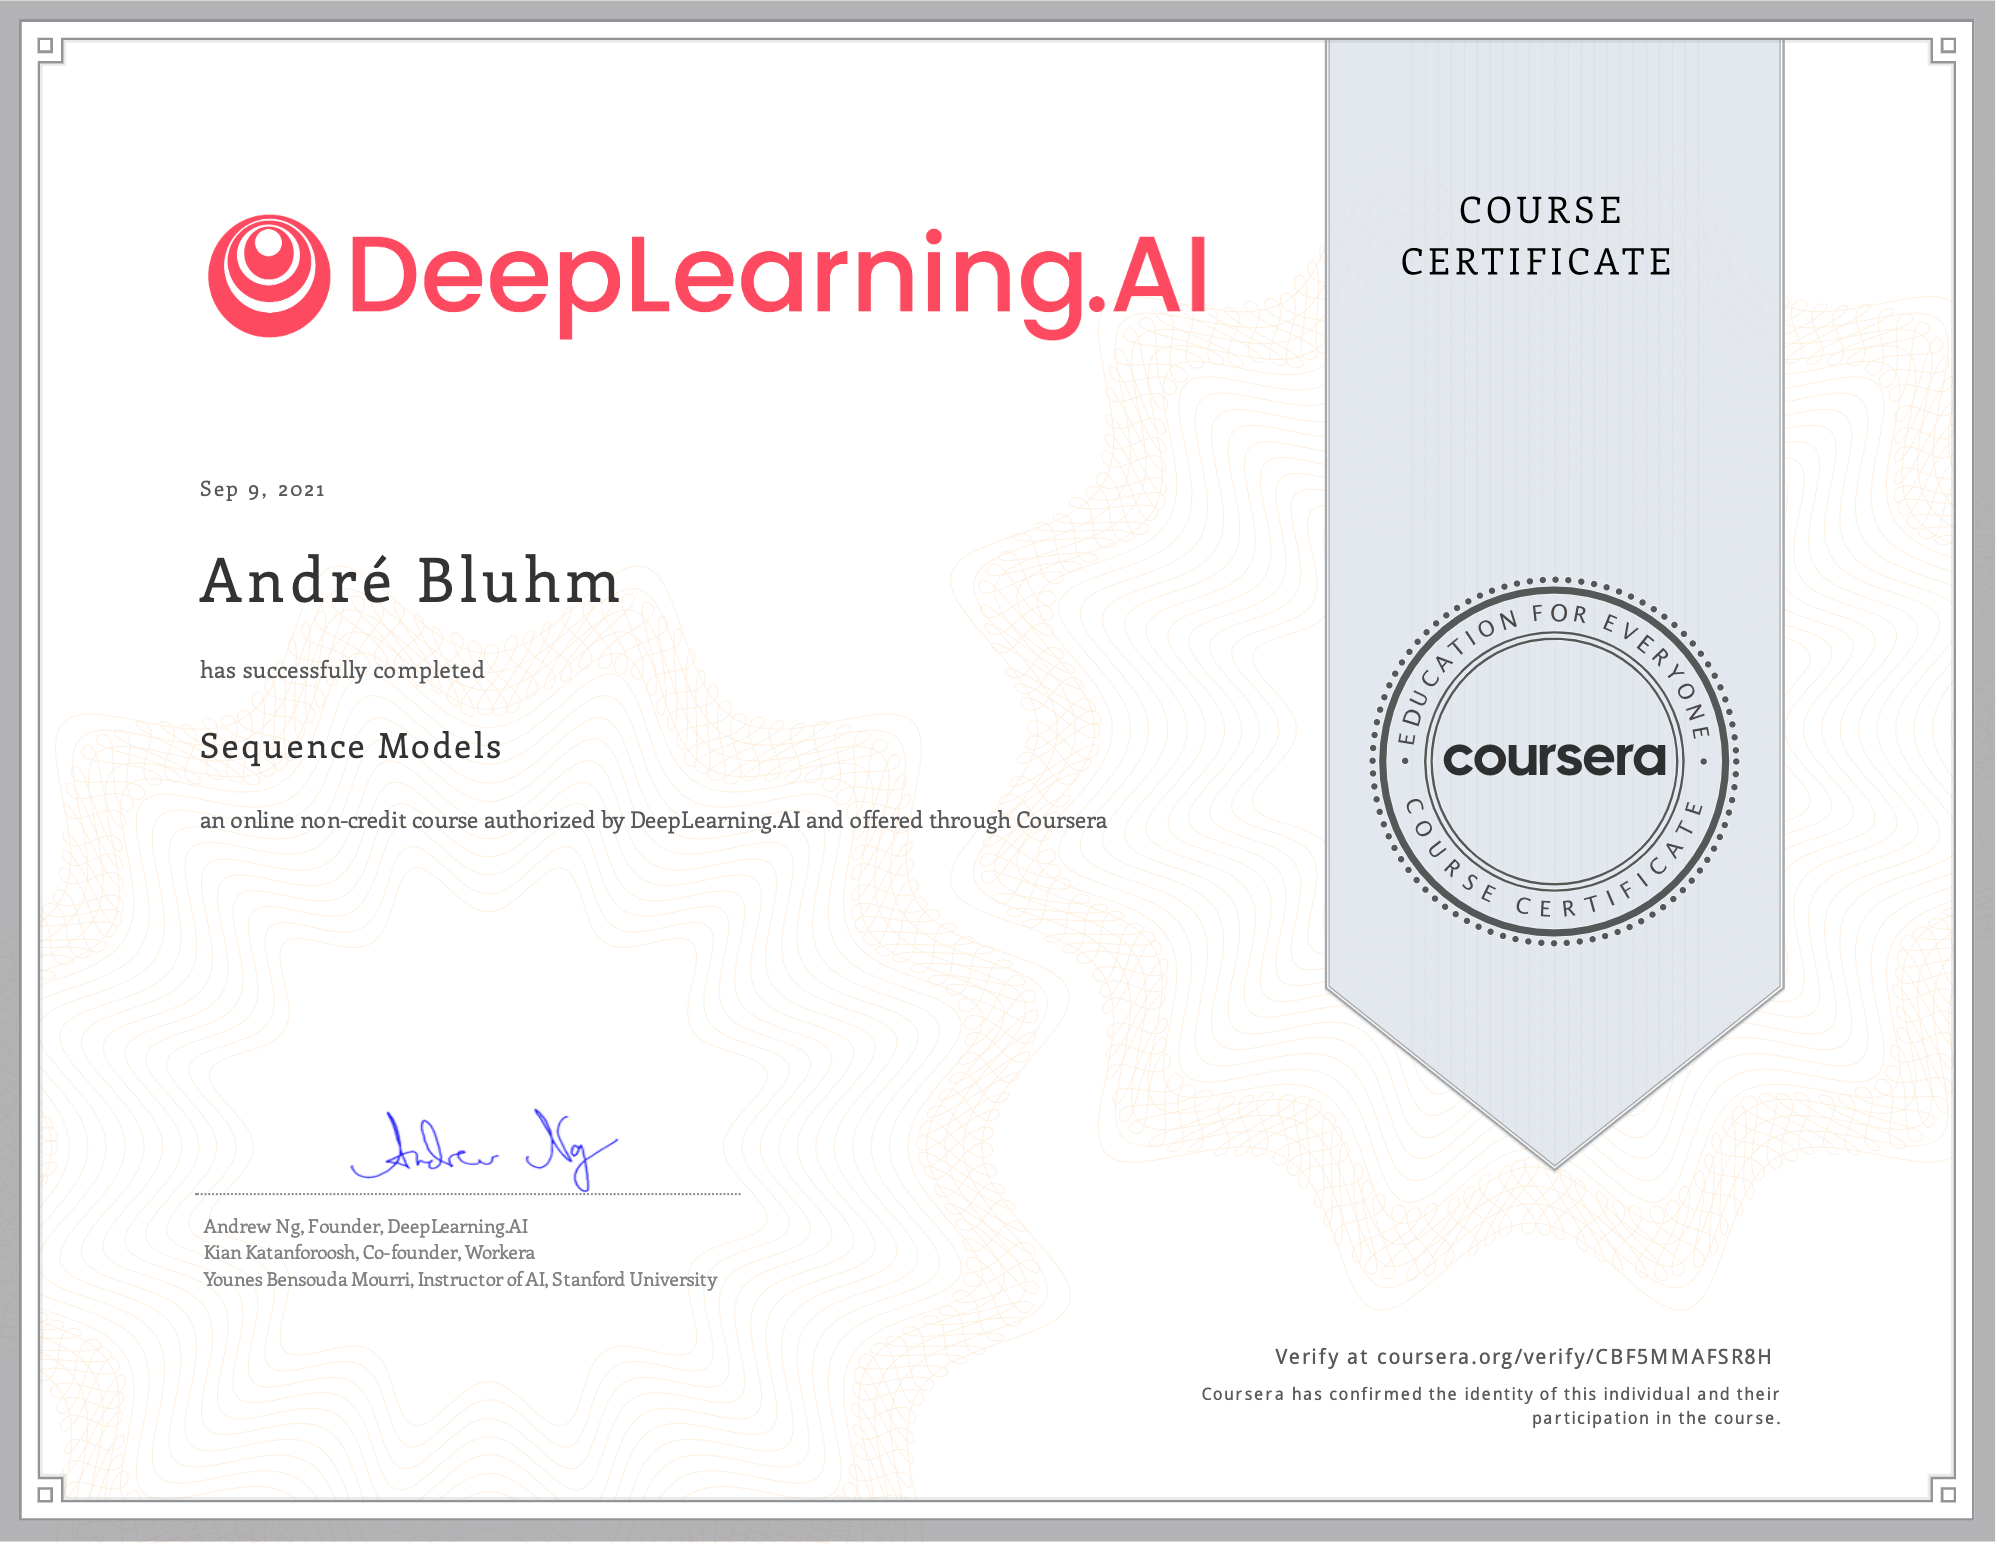 DeepLearning.AI
COURSE
CERTIFICATE
Sep 9, 2021
André Bluhm
has successfully completed
Sequence Models
an online non-credit course authorized by DeepLearning.AI and offered through Coursera
EDUCATION FOR EVERYONE
coursera
COURSE CERTIFICATE
Andrew Ng
Andrew Ng, Founder, DeepLearning.AI
Kian Katanforoosh, Co-founder, Workera
Younes Bensouda Mourri, Instructor of AI, Stanford University
Verify at coursera.org/verify/CBF5MMAFSR8H
Coursera has confirmed the identity of this individual and their
participation in the course.